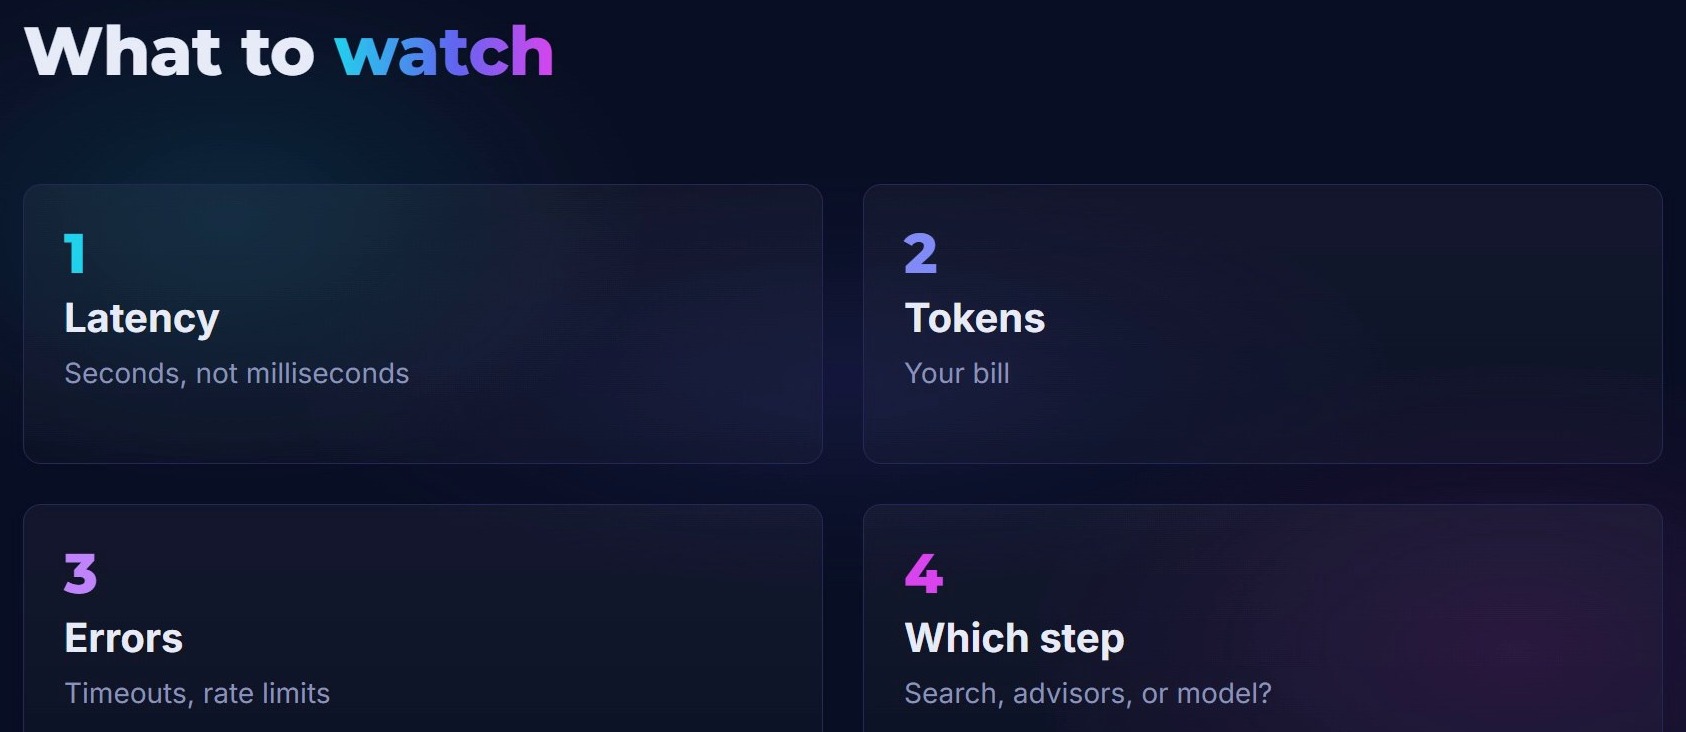 What to watch
1
Latency
Seconds, not milliseconds
2
Tokens
Your bill
3
Errors
Timeouts, rate limits
4
Which step
Search, advisors, or model?